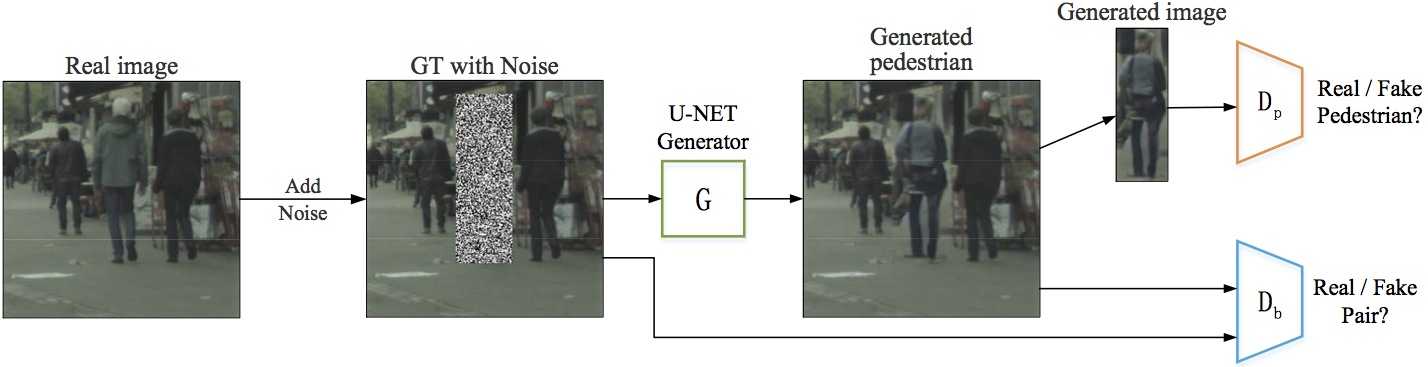 Real image
Add
Noise
GT with Noise
U-NET
Generator
G
Generated
pedestrian
Generated image
D_p
Real / Fake
Pedestrian?
D_b
Real / Fake
Pair?